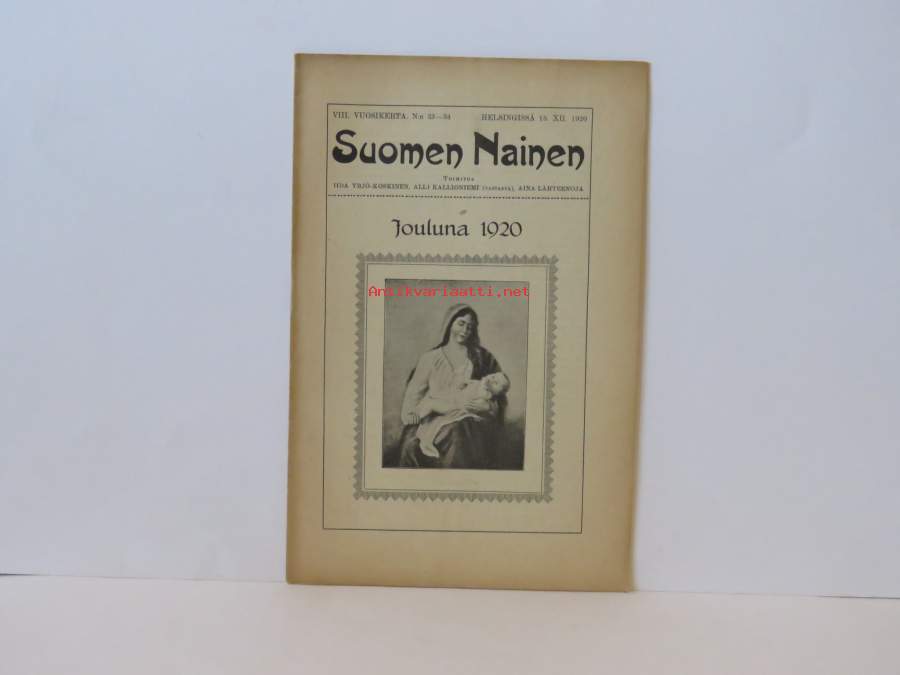 VIII. VUOSIKERTA. N:o 33—34 HELSINGISSÄ 15. XII. 1920
Suomen Nainen
TOIMITUS
IIDA YRJÖ-KOSKINEN, ALLI KALLIONIEMI (VASTAAVA), AINA LÄHTEENOJA
Jouluna 1920
Antikvariaatti.net